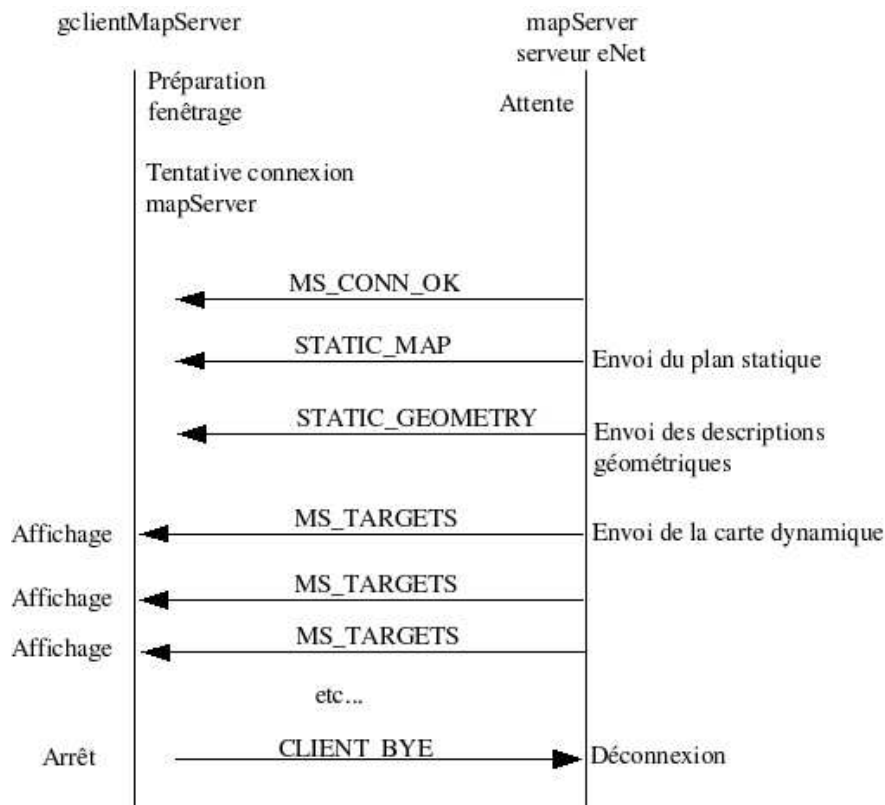 gclientMapServer
mapServer
serveur eNet
Préparation
fenêtrage
Attente
Tentative connexion
mapServer
MS_CONN_OK
STATIC_MAP
Envoi du plan statique
STATIC_GEOMETRY
Envoi des descriptions
géométriques
Affichage
MS_TARGETS
Envoi de la carte dynamique
Affichage
MS_TARGETS
Affichage
MS_TARGETS
etc...
Arrêt
CLIENT_BYE
Déconnexion